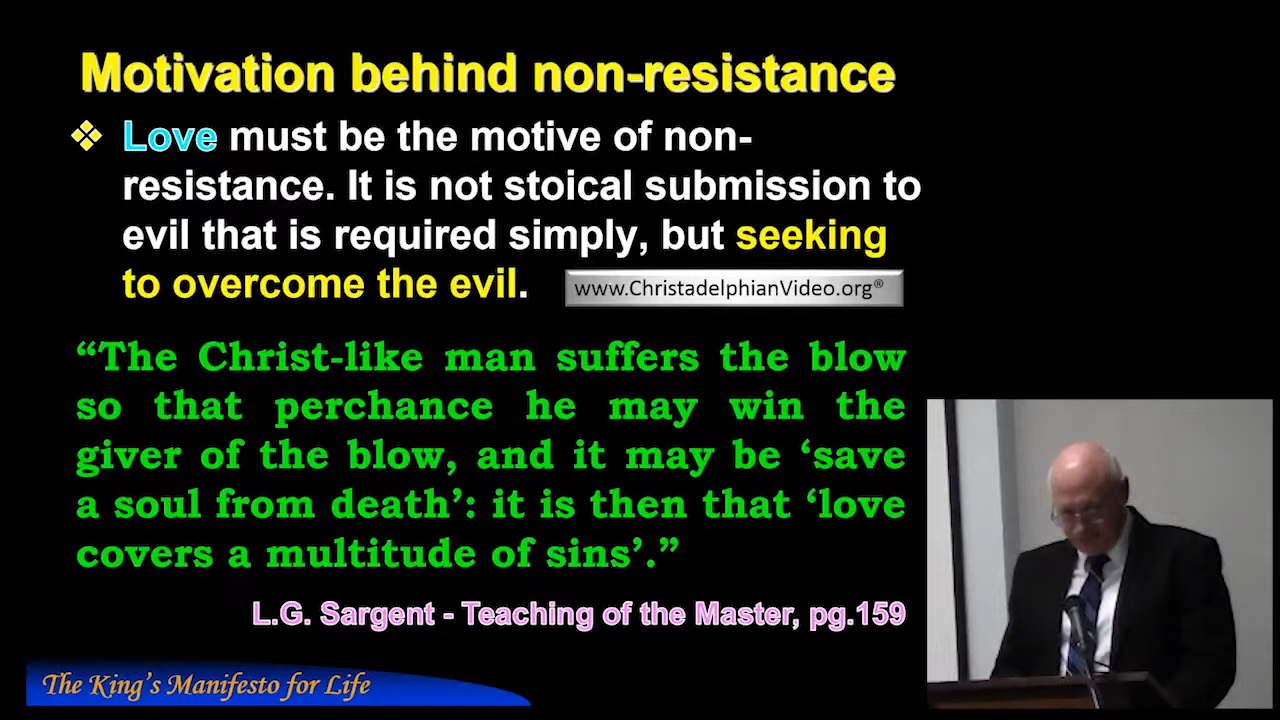 Motivation behind non-resistance
❖ Love must be the motive of non-
resistance. It is not stoical submission to
evil that is required simply, but seeking
to overcome the evil.
www.ChristadelphianVideo.org®
“The Christ-like man suffers the blow
so that perchance he may win the
giver of the blow, and it may be ‘save
a soul from death’: it is then that ‘love
covers a multitude of sins’.”
L.G. Sargent - Teaching of the Master, pg.159
The King's Manifesto for Life